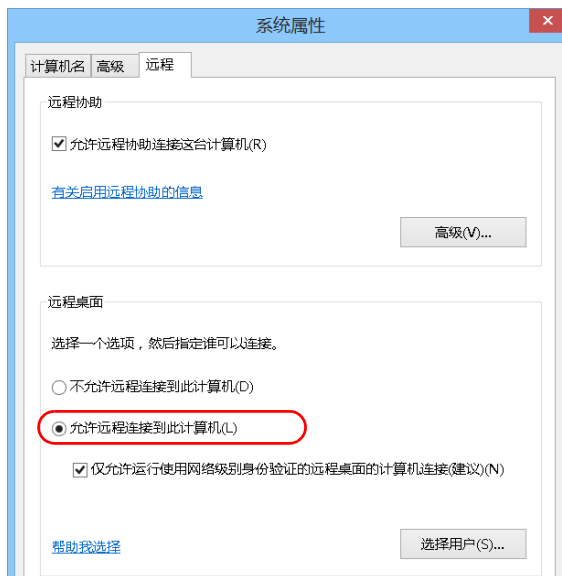 系统属性
计算机名 高级 远程
远程协助
允许远程协助连接这台计算机(R)
有关启用远程协助的信息
高级(V)...
远程桌面
选择一个选项，然后指定谁可以连接。
不允许远程连接到此计算机(D)
允许远程连接到此计算机(L)
仅允许运行使用网络级别身份验证的远程桌面的计算机连接(建议)(N)
帮助我选择
选择用户(S)...